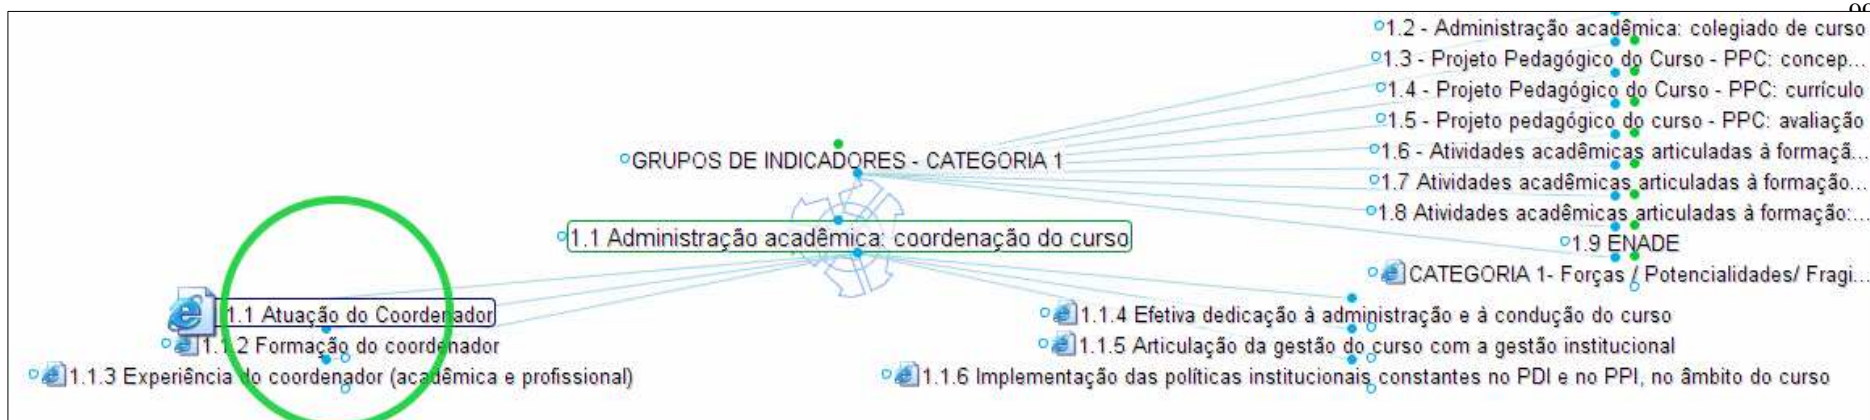 1.2 - Administração acadêmica: colegiado de curso
1.3 - Projeto Pedagógico do Curso - PPC: concep...
1.4 - Projeto Pedagógico do Curso - PPC: currículo
1.5 - Projeto pedagógico do curso - PPC: avaliação
1.6 - Atividades acadêmicas articuladas à formaçã...
1.7 Atividades acadêmicas articuladas à formação...
1.8 Atividades acadêmicas articuladas à formação:...
1.9 ENADE
CATEGORIA 1- Forças / Potencialidades/ Fragi...
GRUPOS DE INDICADORES - CATEGORIA 1
1.1 Administração acadêmica: coordenação do curso
1.1 Atuação do Coordenador
1.1.2 Formação do coordenador
1.1.3 Experiência do coordenador (acadêmica e profissional)
1.1.4 Efetiva dedicação à administração e à condução do curso
1.1.5 Articulação da gestão do curso com a gestão institucional
1.1.6 Implementação das políticas institucionais constantes no PDI e no PPI, no âmbito do curso